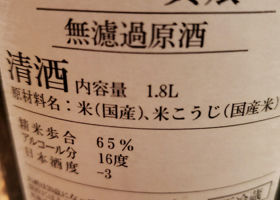 無濾過原酒
清酒 内容量 1.8L
原材料名:米(国産)、米こうじ(国産米)
精米歩合 65%
アルコール分 16度
日本酒度 -3